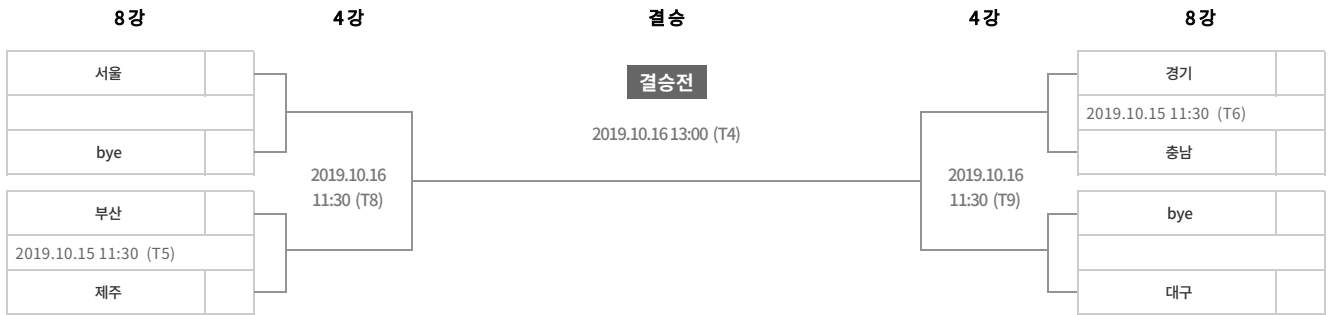 8강
4강
결승
4강
8강
서울
bye
부산
2019.10.15 11:30 (T5)
제주
2019.10.16
11:30 (T8)
결승전
2019.10.16 13:00 (T4)
2019.10.16
11:30 (T9)
경기
2019.10.15 11:30 (T6)
충남
bye
대구